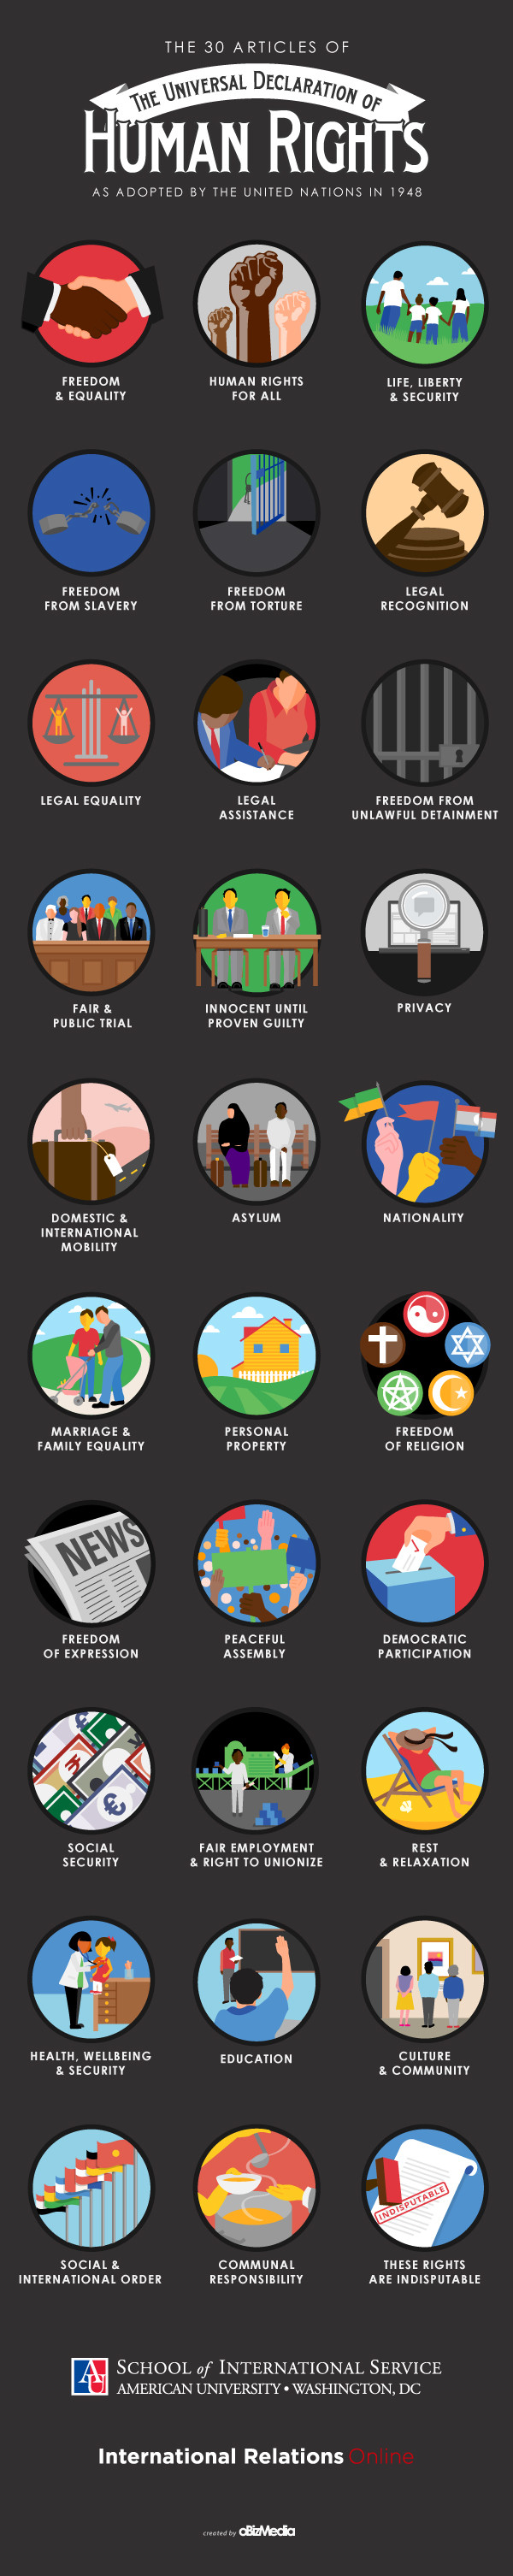 THE 30 ARTICLES OF
THE UNIVERSAL DECLARATION OF
HUMAN RIGHTS
AS ADOPTED BY THE UNITED NATIONS IN 1948
FREEDOM
& EQUALITY
HUMAN RIGHTS
FOR ALL
LIFE, LIBERTY
& SECURITY
FREEDOM
FROM SLAVERY
FREEDOM
FROM TORTURE
LEGAL
RECOGNITION
LEGAL EQUALITY
LEGAL
ASSISTANCE
FREEDOM FROM
UNLAWFUL DETAINMENT
FAIR &
PUBLIC TRIAL
INNOCENT UNTIL
PROVEN GUILTY
PRIVACY
DOMESTIC &
INTERNATIONAL
MOBILITY
ASYLUM
NATIONALITY
MARRIAGE &
FAMILY EQUALITY
PERSONAL
PROPERTY
FREEDOM
OF RELIGION
NEWS
FREEDOM
OF EXPRESSION
PEACEFUL
ASSEMBLY
DEMOCRATIC
PARTICIPATION
SOCIAL
SECURITY
FAIR EMPLOYMENT
& RIGHT TO UNIONIZE
REST
& RELAXATION
HEALTH, WELLBEING
& SECURITY
EDUCATION
CULTURE
& COMMUNITY
SOCIAL &
INTERNATIONAL ORDER
COMMUNAL
RESPONSIBILITY
INDISPUTABLE
THESE RIGHTS
ARE INDISPUTABLE
AU
SCHOOL of INTERNATIONAL SERVICE
AMERICAN UNIVERSITY • WASHINGTON, DC
International Relations Online
created by aBizMedia